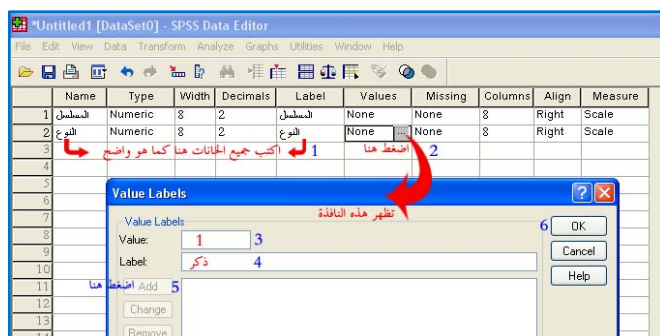 *Untitled1 [DataSet0] - SPSS Data Editor
File Edit View Data Transform Analyze Graphs Utilities Window Help
Name Type Width Decimals Label Values Missing Columns Align Measure
1 المسلسل Numeric 8 2 المسلسل None None 8 Right Scale
2 النوع Numeric 8 2 النوع None ... None 8 Right Scale
3 اكتب جميع الخانات هنا كما هو واضح 1 اضغط هنا 2
4
5
6 Value Labels
تظهر هذه النافذة
7 Value Labels
8 Value: 1 3 6 OK
9 Cancel
10 Label: ذكر 4 Help
11 اضغط هنا Add 5
12 Change
13
14 Remove